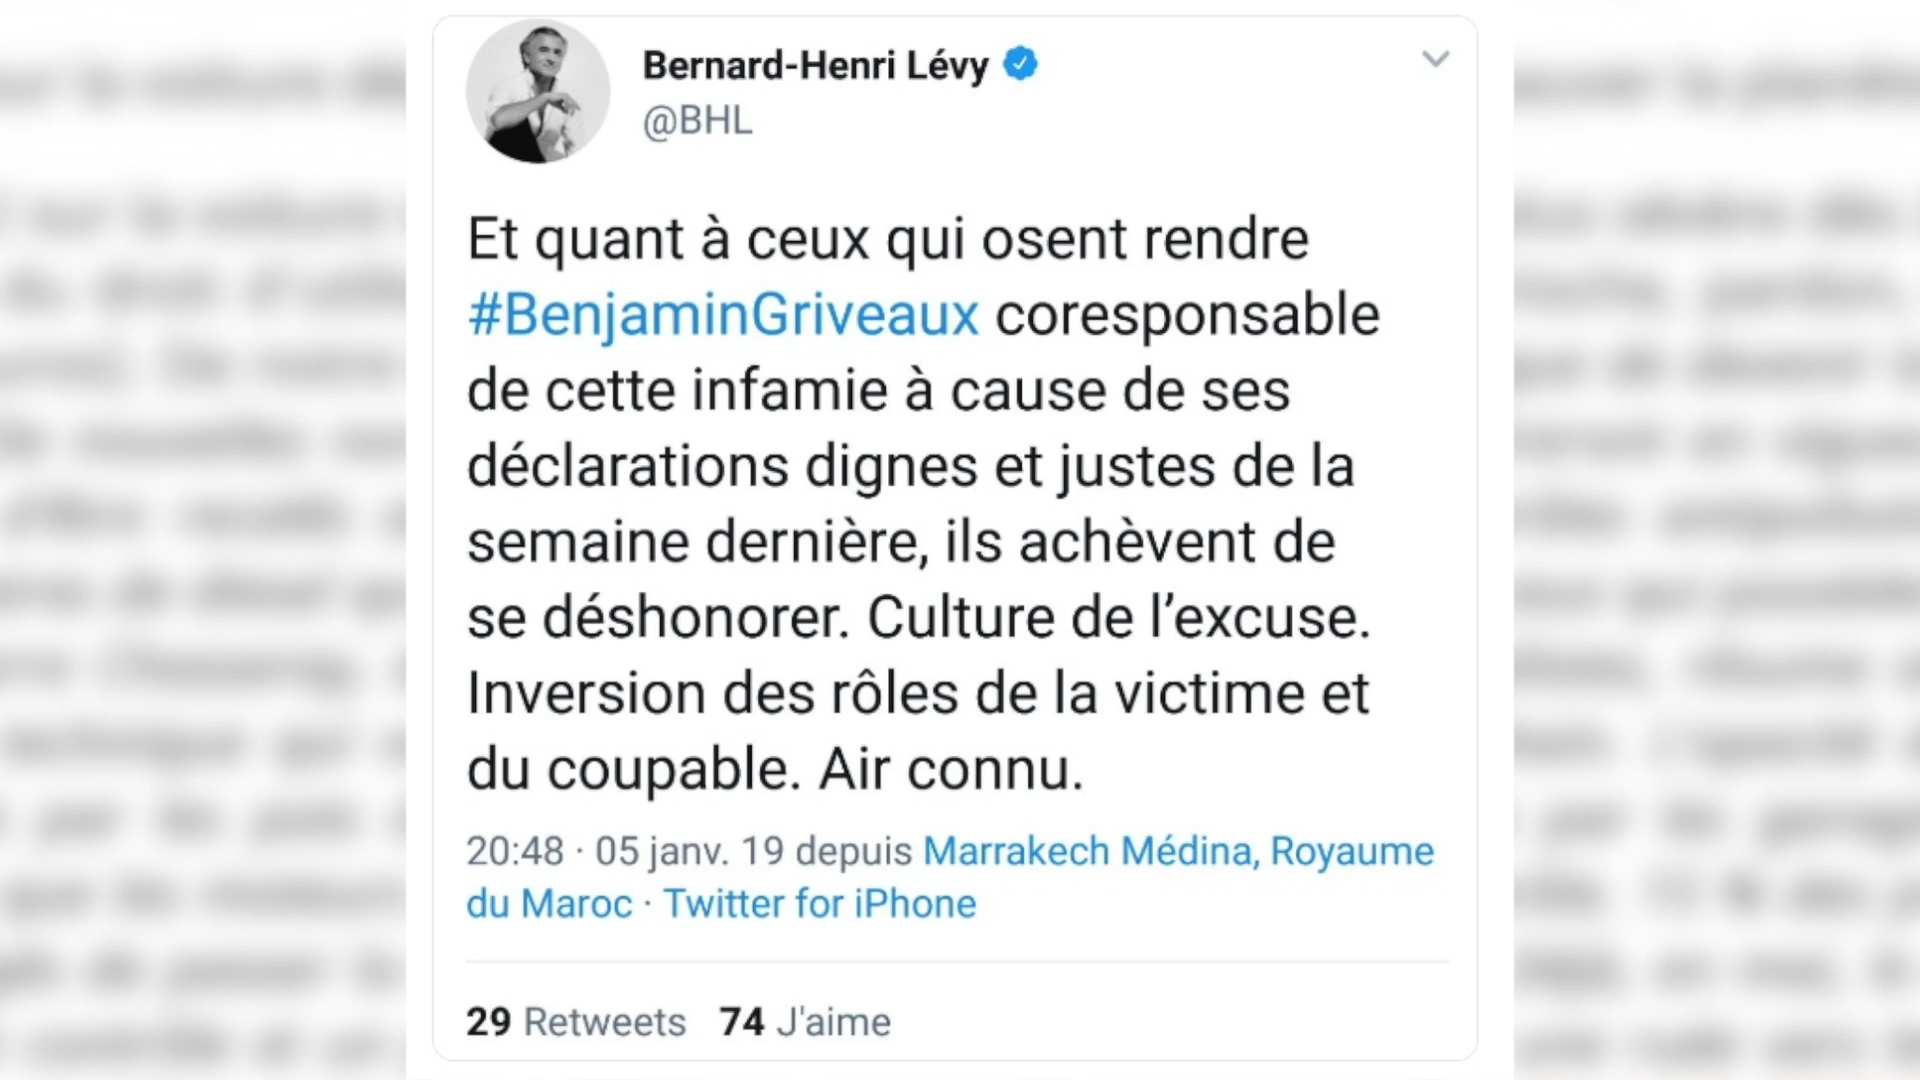 Bernard-Henri Lévy
@BHL
Et quant à ceux qui osent rendre
#BenjaminGriveaux coresponsable
de cette infamie à cause de ses
déclarations dignes et justes de la
semaine dernière, ils achèvent de
se déshonorer. Culture de l’excuse.
Inversion des rôles de la victime et
du coupable. Air connu.
20:48 · 05 janv. 19 depuis Marrakech Médina, Royaume
du Maroc · Twitter for iPhone
29 Retweets 74 J'aime